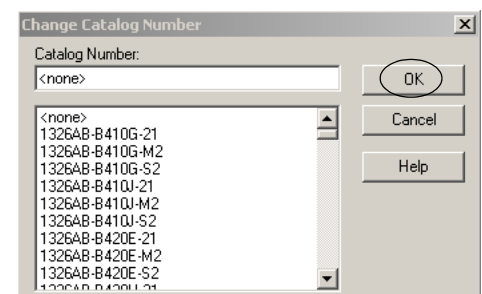 Change Catalog Number
Catalog Number:
<none>
OK
<none>
Cancel
1326AB-B410G-21
1326AB-B410G-M2
1326AB-B410G-S2
Help
1326AB-B410J-21
1326AB-B410J-M2
1326AB-B410J-S2
1326AB-B420E-21
1326AB-B420E-M2
1326AB-B420E-S2